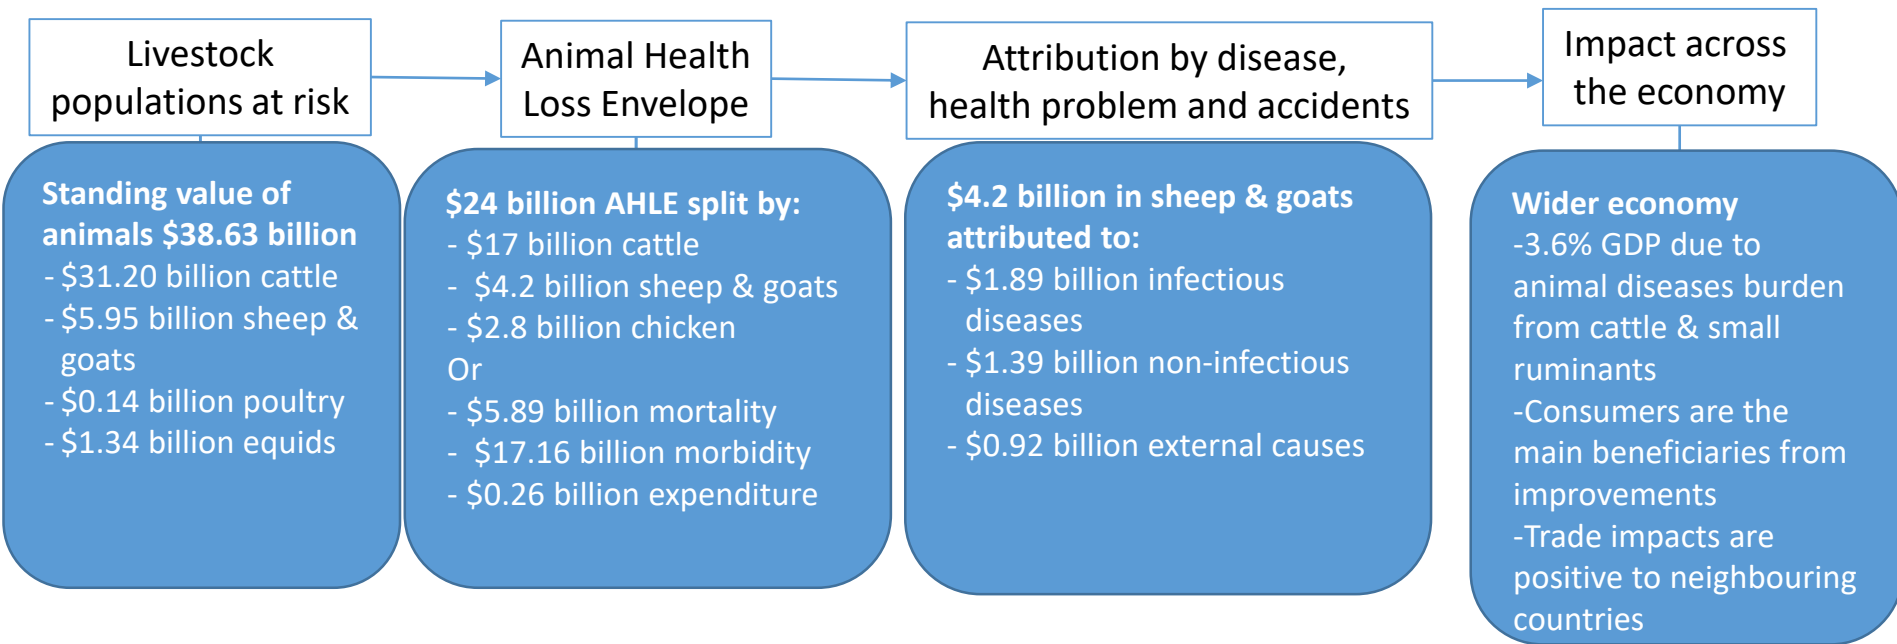 Livestock
populations at risk
Animal Health
Loss Envelope
Attribution by disease,
health problem and accidents
Impact across
the economy
Standing value of
animals $38.63 billion
- $31.20 billion cattle
- $5.95 billion sheep &
goats
- $0.14 billion poultry
- $1.34 billion equids
$24 billion AHLE split by:
- $17 billion cattle
- $4.2 billion sheep & goats
- $2.8 billion chicken
Or
- $5.89 billion mortality
- $17.16 billion morbidity
- $0.26 billion expenditure
$4.2 billion in sheep & goats
attributed to:
- $1.89 billion infectious
diseases
- $1.39 billion non-infectious
diseases
- $0.92 billion external causes
Wider economy
-3.6% GDP due to
animal diseases burden
from cattle & small
ruminants
-Consumers are the
main beneficiaries from
improvements
-Trade impacts are
positive to neighbouring
countries